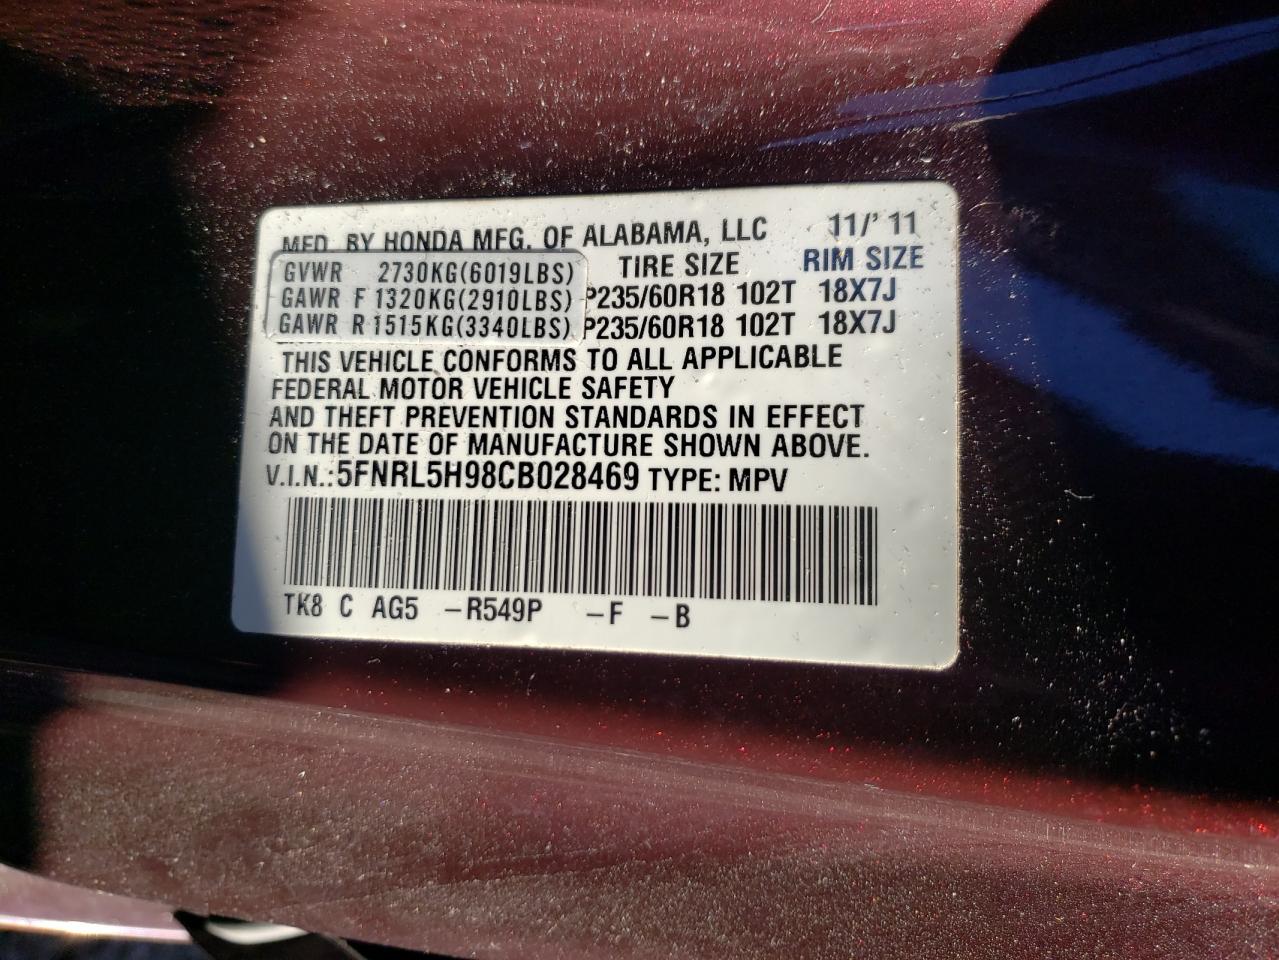 MFD. BY HONDA MFG. OF ALABAMA, LLC 11/' 11
TIRE SIZE RIM SIZE
GVWR 2730KG(6019LBS)
GAWR F 1320KG(2910LBS) P235/60R18 102T 18X7J
GAWR R 1515KG(3340LBS) P235/60R18 102T 18X7J
THIS VEHICLE CONFORMS TO ALL APPLICABLE
FEDERAL MOTOR VEHICLE SAFETY
AND THEFT PREVENTION STANDARDS IN EFFECT
ON THE DATE OF MANUFACTURE SHOWN ABOVE.
V.I.N.: 5FNRL5H98CB028469 TYPE: MPV
TK8 C AG5 –R549P –F –B